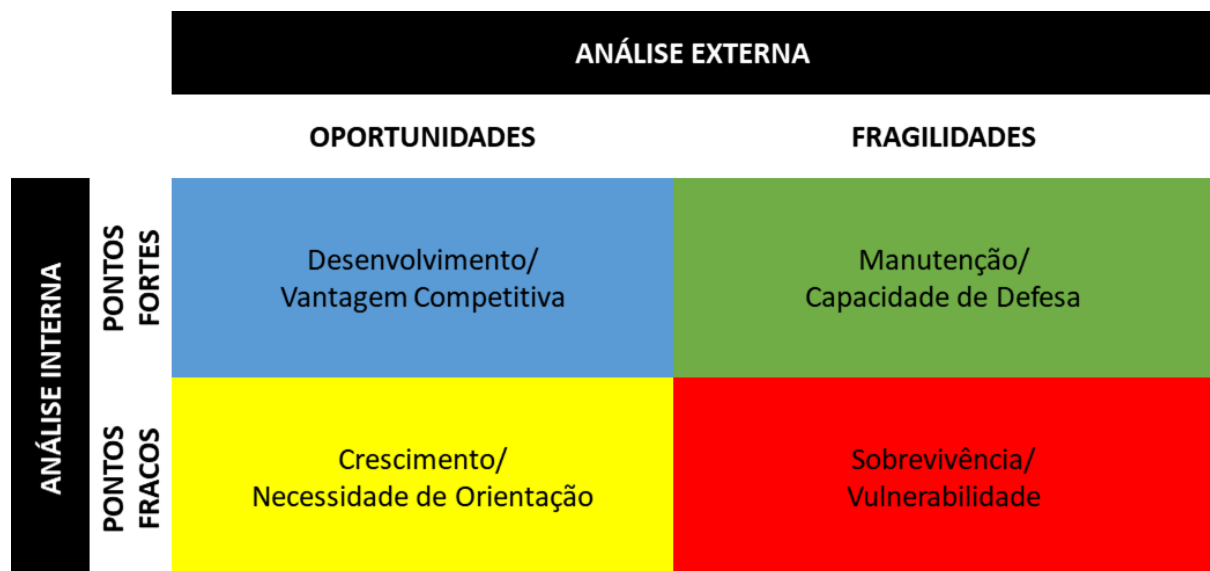 ANÁLISE EXTERNA
OPORTUNIDADES
FRAGILIDADES
ANÁLISE INTERNA
PONTOS
FORTES
Desenvolvimento/
Vantagem Competitiva
Manutenção/
Capacidade de Defesa
PONTOS
FRACOS
Crescimento/
Necessidade de Orientação
Sobrevivência/
Vulnerabilidade